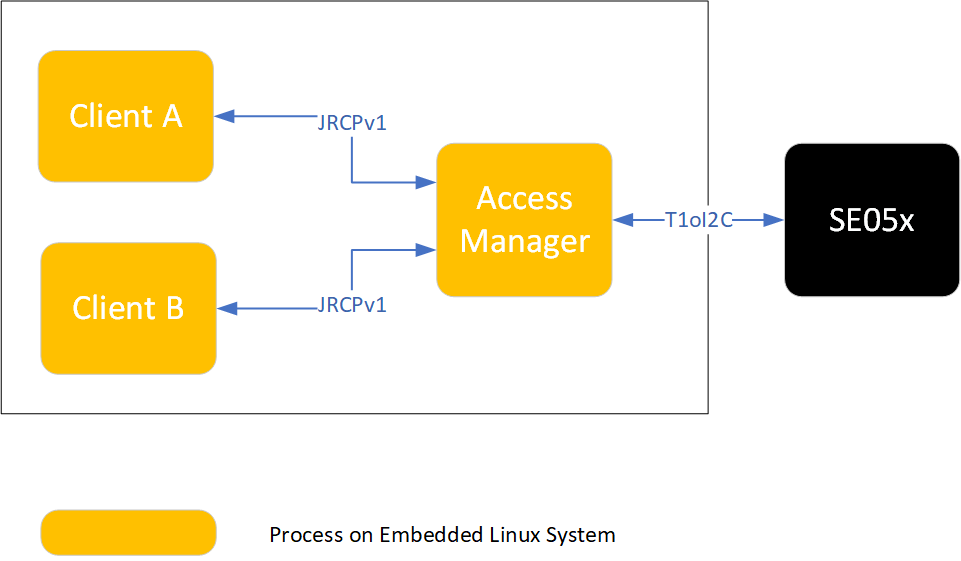 Client A
JRCPv1
Access
Manager
T1oI2C
SE05x
Client B
JRCPv1
Process on Embedded Linux System